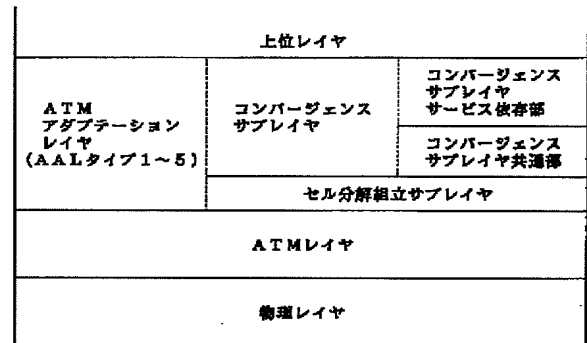 上位レイヤ
ATM
アダプテーション
レイヤ
(AALタイプ1〜5)
コンバージェンス
サブレイヤ
コンバージェンス
サブレイヤ
サービス依存部
コンバージェンス
サブレイヤ共通部
セル分解組立サブレイヤ
ATMレイヤ
物理レイヤ